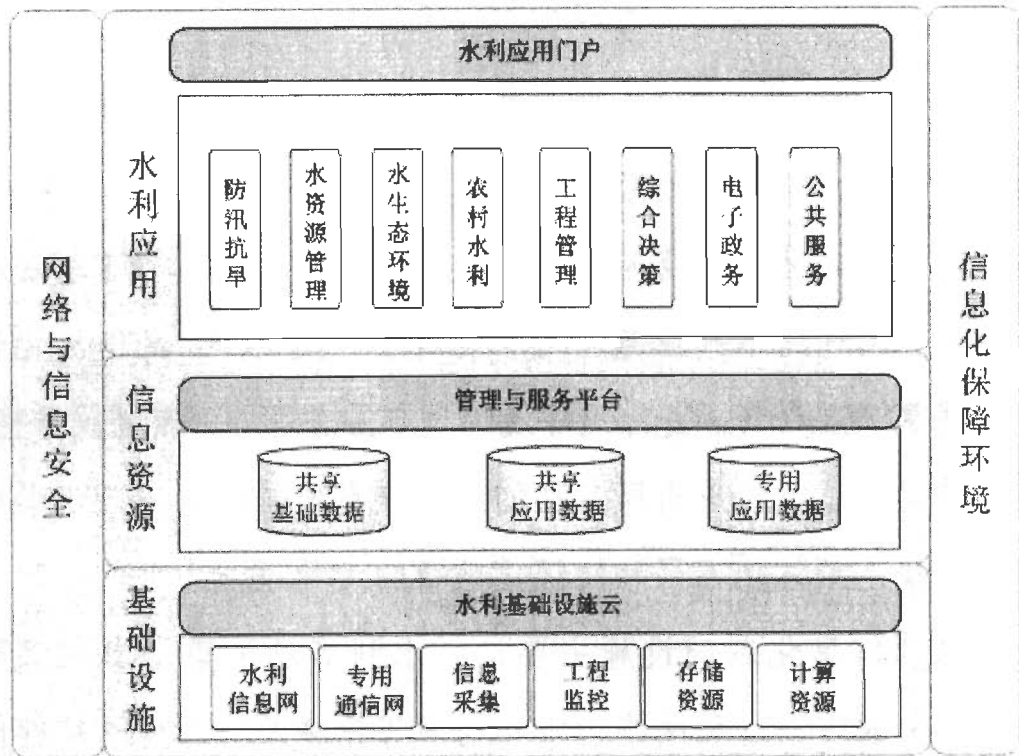 网络与信息安全
水利应用
水利应用门户
防汛抗旱
水资源管理
水生态环境
农村水利
工程管理
综合决策
电子政务
公共服务
信息资源
管理与服务平台
共享
基础数据
共享
应用数据
专用
应用数据
基础设施
水利基础设施云
水利
信息网
专用
通信网
信息
采集
工程
监控
存储
资源
计算
资源
信息化保障环境